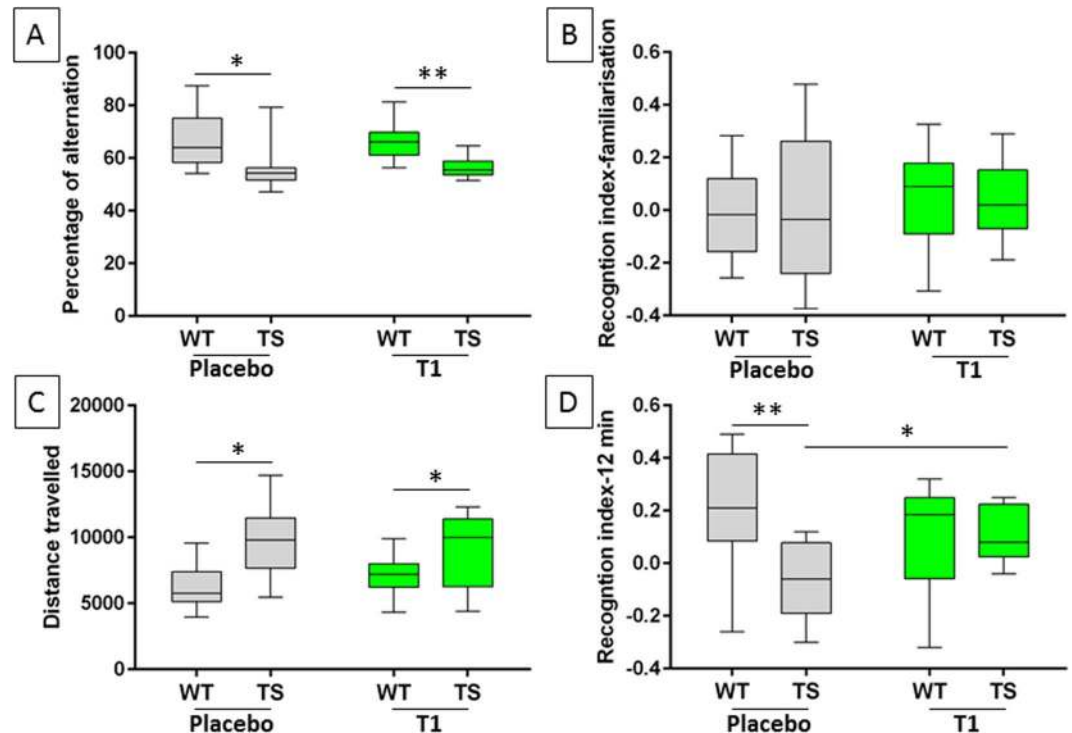 A
Percentage of alternation
100
80
60
40
20
0
*
**
WT TS WT TS
Placebo T1
B
Recogntion index-familiarisation
0.6
0.4
0.2
0.0
-0.2
-0.4
WT TS WT TS
Placebo T1
C
Distance travelled
20000
15000
10000
5000
0
*
*
WT TS WT TS
Placebo T1
D
Recogntion index-12 min
0.6
0.4
0.2
0.0
-0.2
-0.4
**
*
WT TS WT TS
Placebo T1